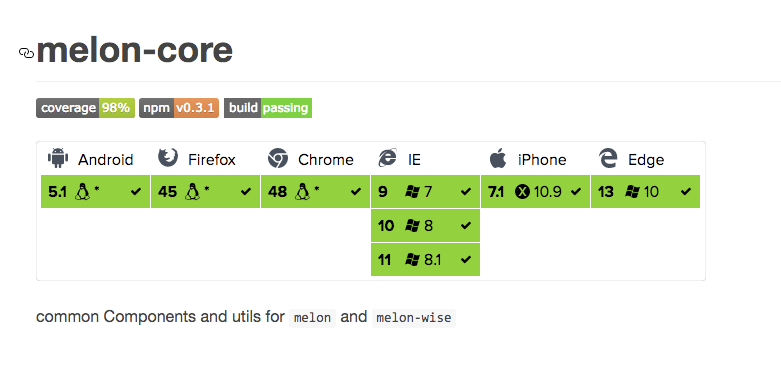 melon-core
coverage 98% npm v0.3.1 build passing
Android Firefox Chrome IE iPhone Edge
5.1 * 45 * 48 * 9 7 7.1 10.9 13 10
10 8
11 8.1
common Components and utils for melon and melon-wise